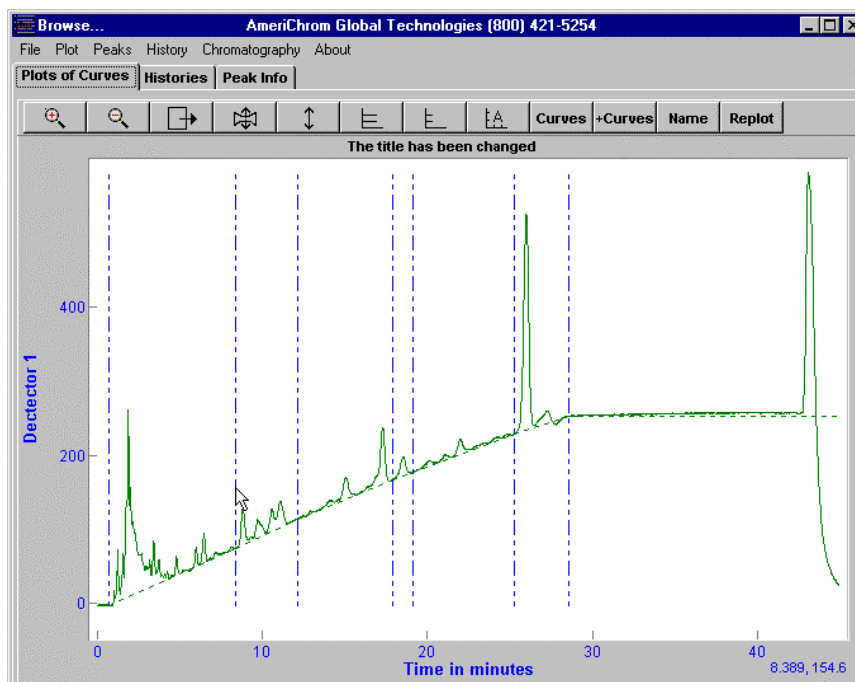 Browse... AmeriChrom Global Technologies (800) 421-5254
File Plot Peaks History Chromatography About
Plots of Curves Histories Peak Info
A Curves +Curves Name Replot
The title has been changed
400
200
0
Dectector 1
0 10 20 30 40
Time in minutes
8.389, 154.6